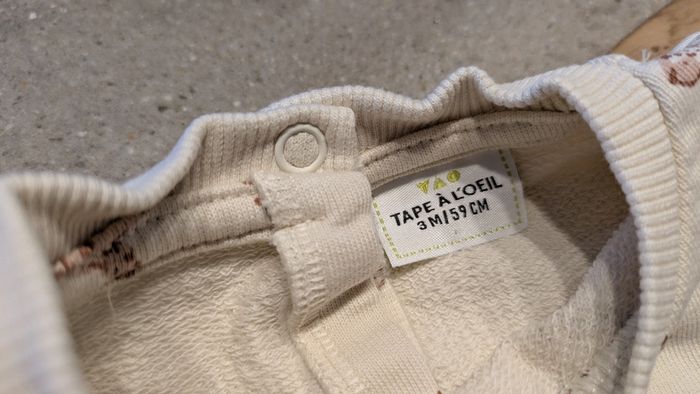 TAO
TAPE À L'OEIL
3M/59CM